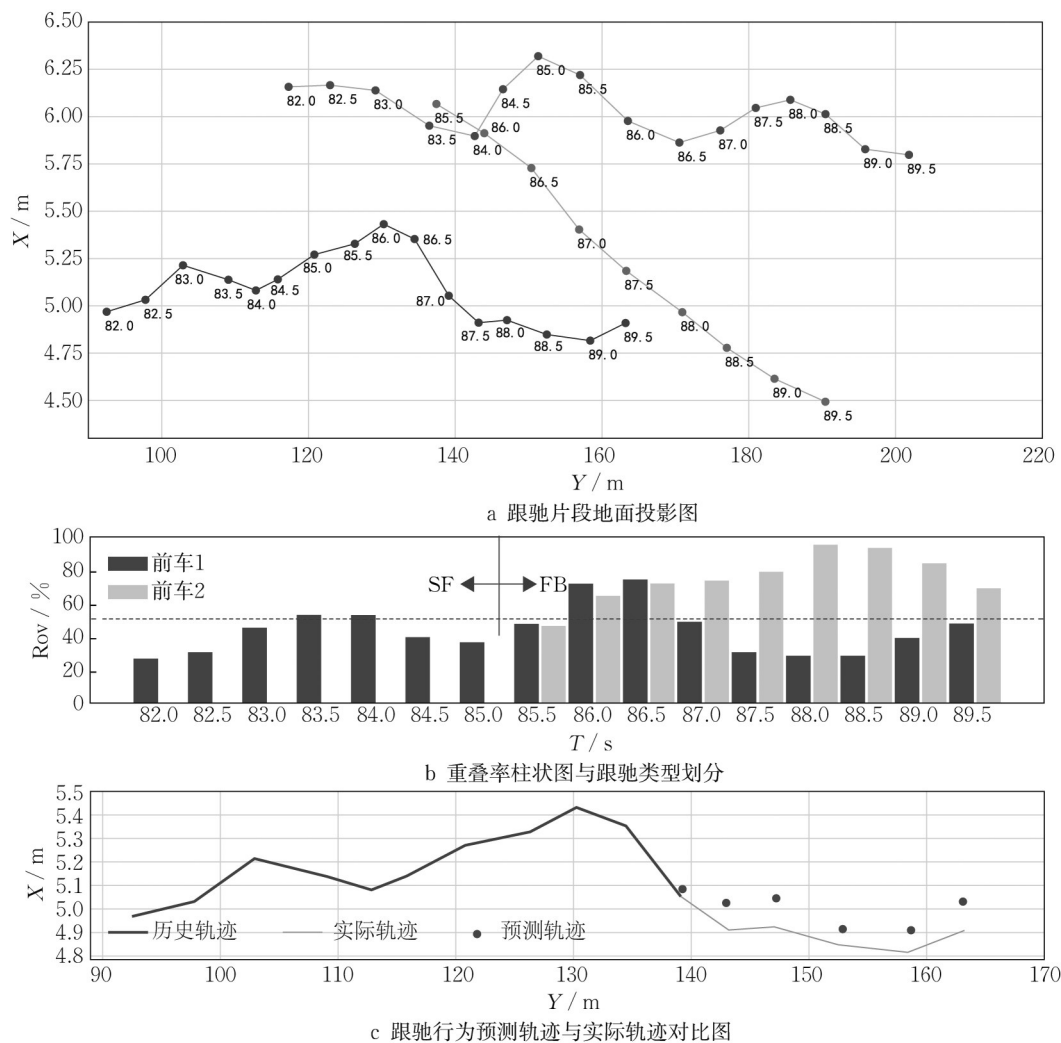 6.50
6.25
6.00
5.75
5.50
5.25
5.00
4.75
4.50
X / m
82.0 82.5 83.0 83.5 84.0 84.5 85.0 85.5 86.0 86.5 87.0 87.5 88.0 88.5 89.0 89.5
85.5 86.0 86.5 87.0 87.5 88.0 88.5 89.0 89.5
82.0 82.5 83.0 83.5 84.0 84.5 85.0 85.5 86.0 86.5 87.0 87.5 88.0 88.5 89.0 89.5
100 120 140 160 180 200 220
Y / m
a 跟驰片段地面投影图
100
80
60
40
20
0
Rov / %
前车1
前车2
SF FB
82.0 82.5 83.0 83.5 84.0 84.5 85.0 85.5 86.0 86.5 87.0 87.5 88.0 88.5 89.0 89.5
T / s
b 重叠率柱状图与跟驰类型划分
5.5
5.4
5.3
5.2
5.1
5.0
4.9
4.8
X / m
历史轨迹 实际轨迹 预测轨迹
90 100 110 120 130 140 150 160 170
Y / m
c 跟驰行为预测轨迹与实际轨迹对比图